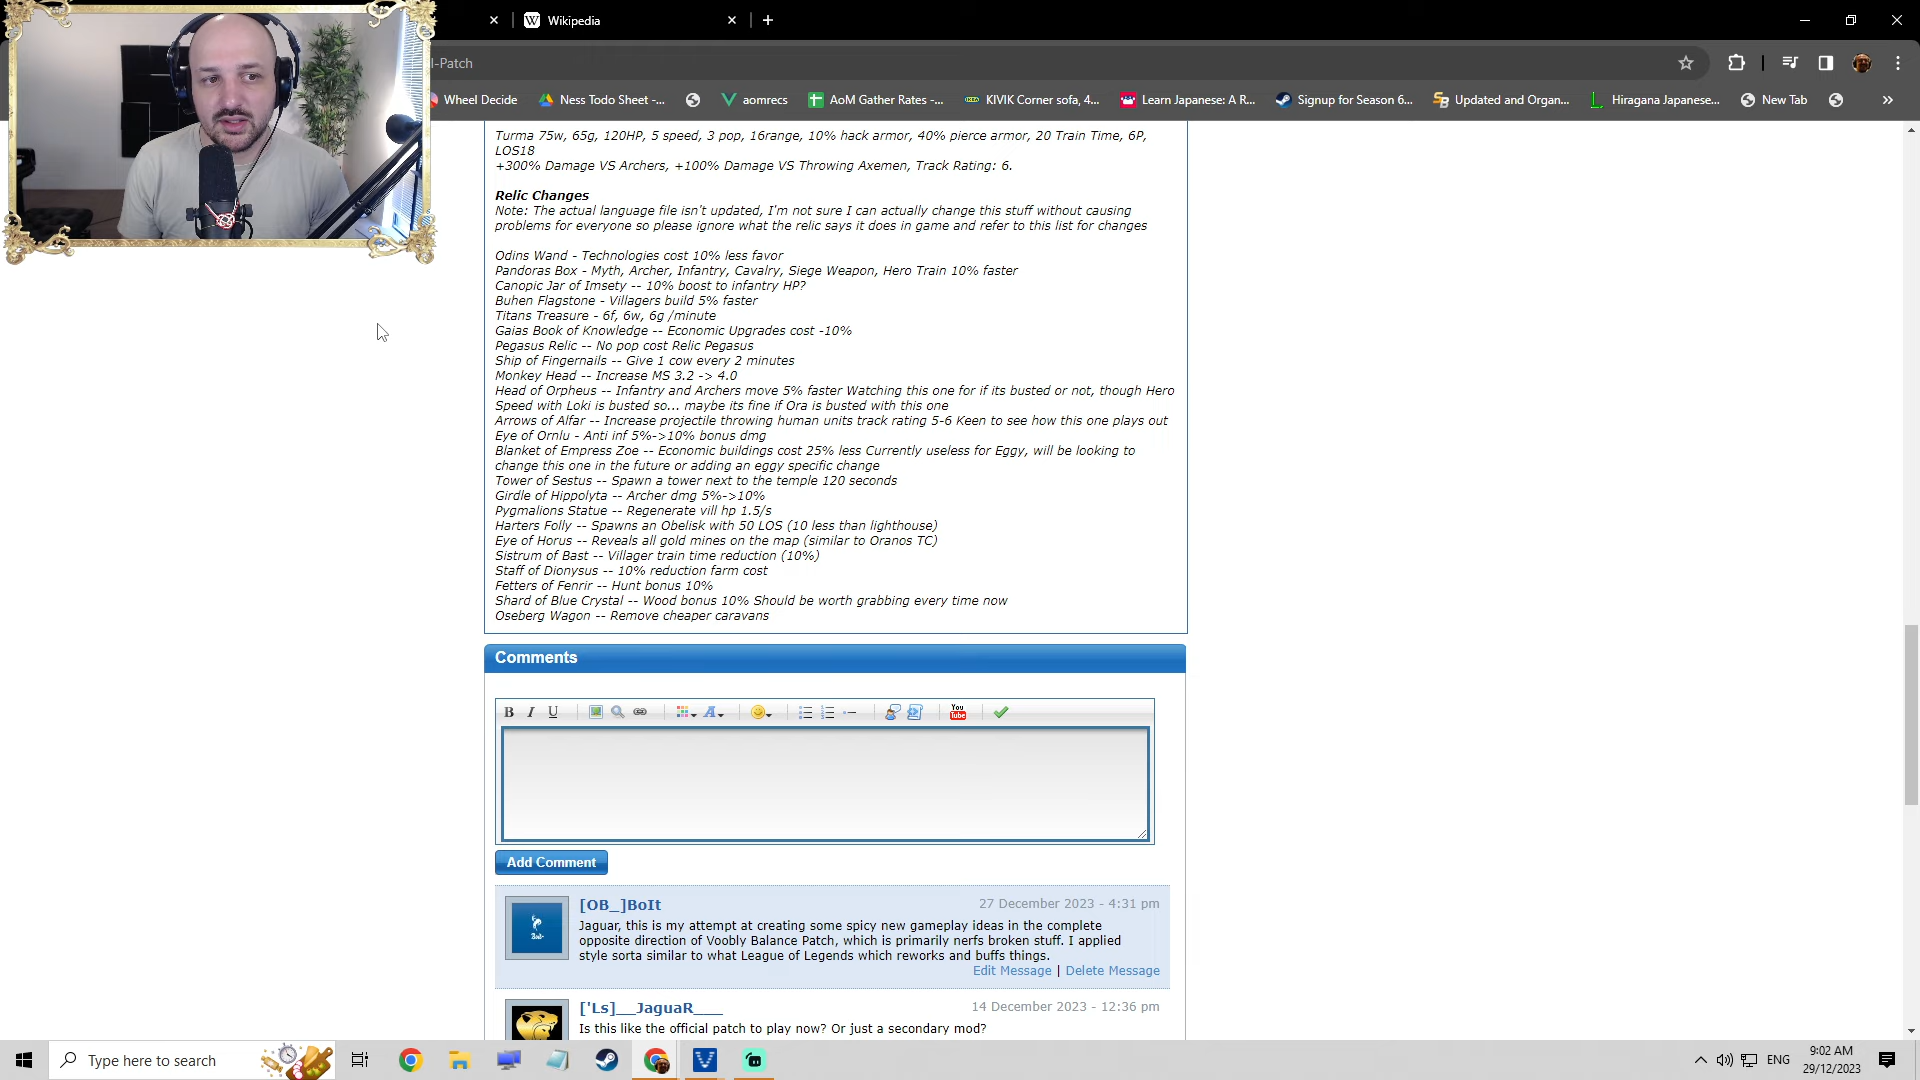 Wikipedia
l-Patch
Wheel Decide
Ness Todo Sheet -...
aomrecs
AoM Gather Rates -...
KIVIK Corner sofa, 4...
Learn Japanese: A R...
Signup for Season 6...
Updated and Organ...
Hiragana Japanese...
New Tab
Turma 75w, 65g, 120HP, 5 speed, 3 pop, 16range, 10% hack armor, 40% pierce armor, 20 Train Time, 6P,
LOS18
+300% Damage VS Archers, +100% Damage VS Throwing Axemen, Track Rating: 6.
Relic Changes
Note: The actual language file isn't updated, I'm not sure I can actually change this stuff without causing
problems for everyone so please ignore what the relic says it does in game and refer to this list for changes
Odins Wand - Technologies cost 10% less favor
Pandoras Box - Myth, Archer, Infantry, Cavalry, Siege Weapon, Hero Train 10% faster
Canopic Jar of Imsety -- 10% boost to infantry HP?
Buhen Flagstone - Villagers build 5% faster
Titans Treasure - 6f, 6w, 6g /minute
Gaias Book of Knowledge -- Economic Upgrades cost -10%
Pegasus Relic -- No pop cost Relic Pegasus
Ship of Fingernails -- Give 1 cow every 2 minutes
Monkey Head -- Increase MS 3.2 -> 4.0
Head of Orpheus -- Infantry and Archers move 5% faster Watching this one for if its busted or not, though Hero
Speed with Loki is busted so... maybe its fine if Ora is busted with this one
Arrows of Alfar -- Increase projectile throwing human units track rating 5-6 Keen to see how this one plays out
Eye of Ornlu - Anti inf 5%->10% bonus dmg
Blanket of Empress Zoe -- Economic buildings cost 25% less Currently useless for Eggy, will be looking to
change this one in the future or adding an eggy specific change
Tower of Sestus -- Spawn a tower next to the temple 120 seconds
Girdle of Hippolyta -- Archer dmg 5%->10%
Pygmalions Statue -- Regenerate vill hp 1.5/s
Harters Folly -- Spawns an Obelisk with 50 LOS (10 less than lighthouse)
Eye of Horus -- Reveals all gold mines on the map (similar to Oranos TC)
Sistrum of Bast -- Villager train time reduction (10%)
Staff of Dionysus -- 10% reduction farm cost
Fetters of Fenrir -- Hunt bonus 10%
Shard of Blue Crystal -- Wood bonus 10% Should be worth grabbing every time now
Oseberg Wagon -- Remove cheaper caravans
Comments
B I U
You Tube
Add Comment
[OB_]BoIt
27 December 2023 - 4:31 pm
Jaguar, this is my attempt at creating some spicy new gameplay ideas in the complete
opposite direction of Voobly Balance Patch, which is primarily nerfs broken stuff. I applied
style sorta similar to what League of Legends which reworks and buffs things.
Edit Message | Delete Message
['Ls]__JaguaR___
14 December 2023 - 12:36 pm
Is this like the official patch to play now? Or just a secondary mod?
Type here to search
ENG
9:02 AM
29/12/2023